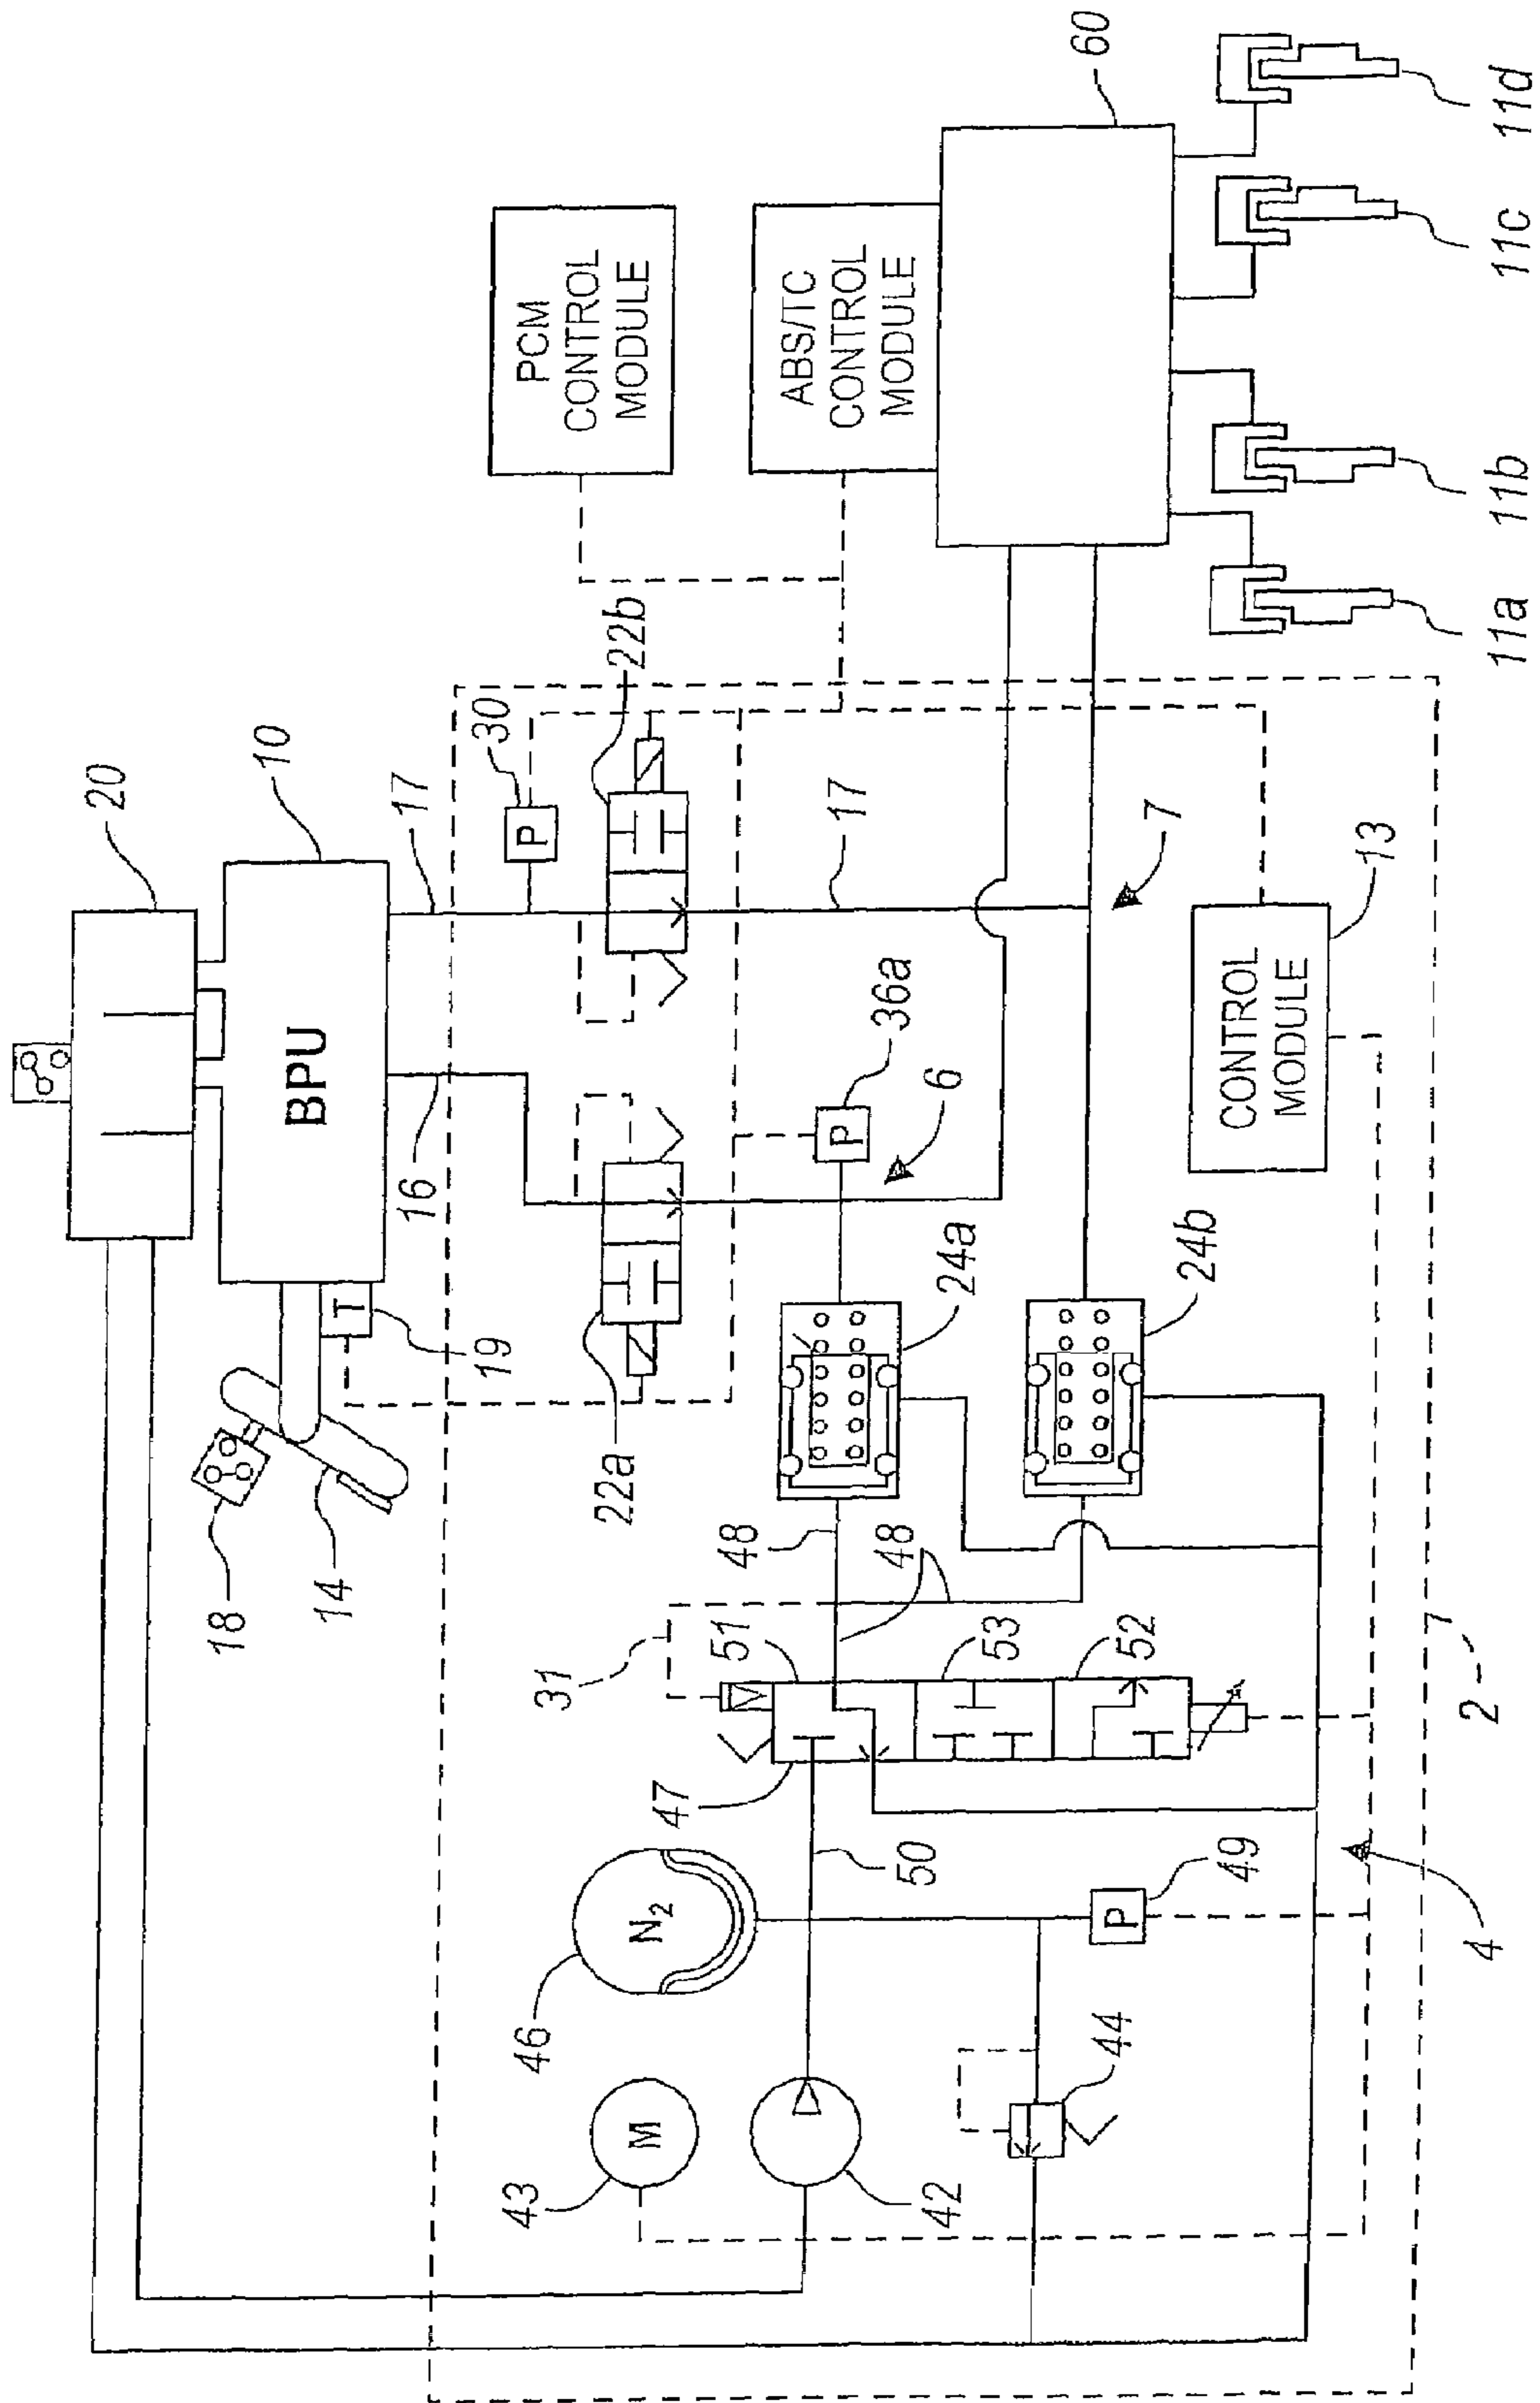 20
10
BPU
17
16
T
19
18
14
30
P
22b
22a
17
36a
P
6
7
PCM
CONTROL
MODULE
ABS/TC
CONTROL
MODULE
60
11a
11b
11c
11d
CONTROL
MODULE
13
24a
24b
48
48
31
51
53
52
47
50
46
N2
43
M
42
44
49
P
4
2